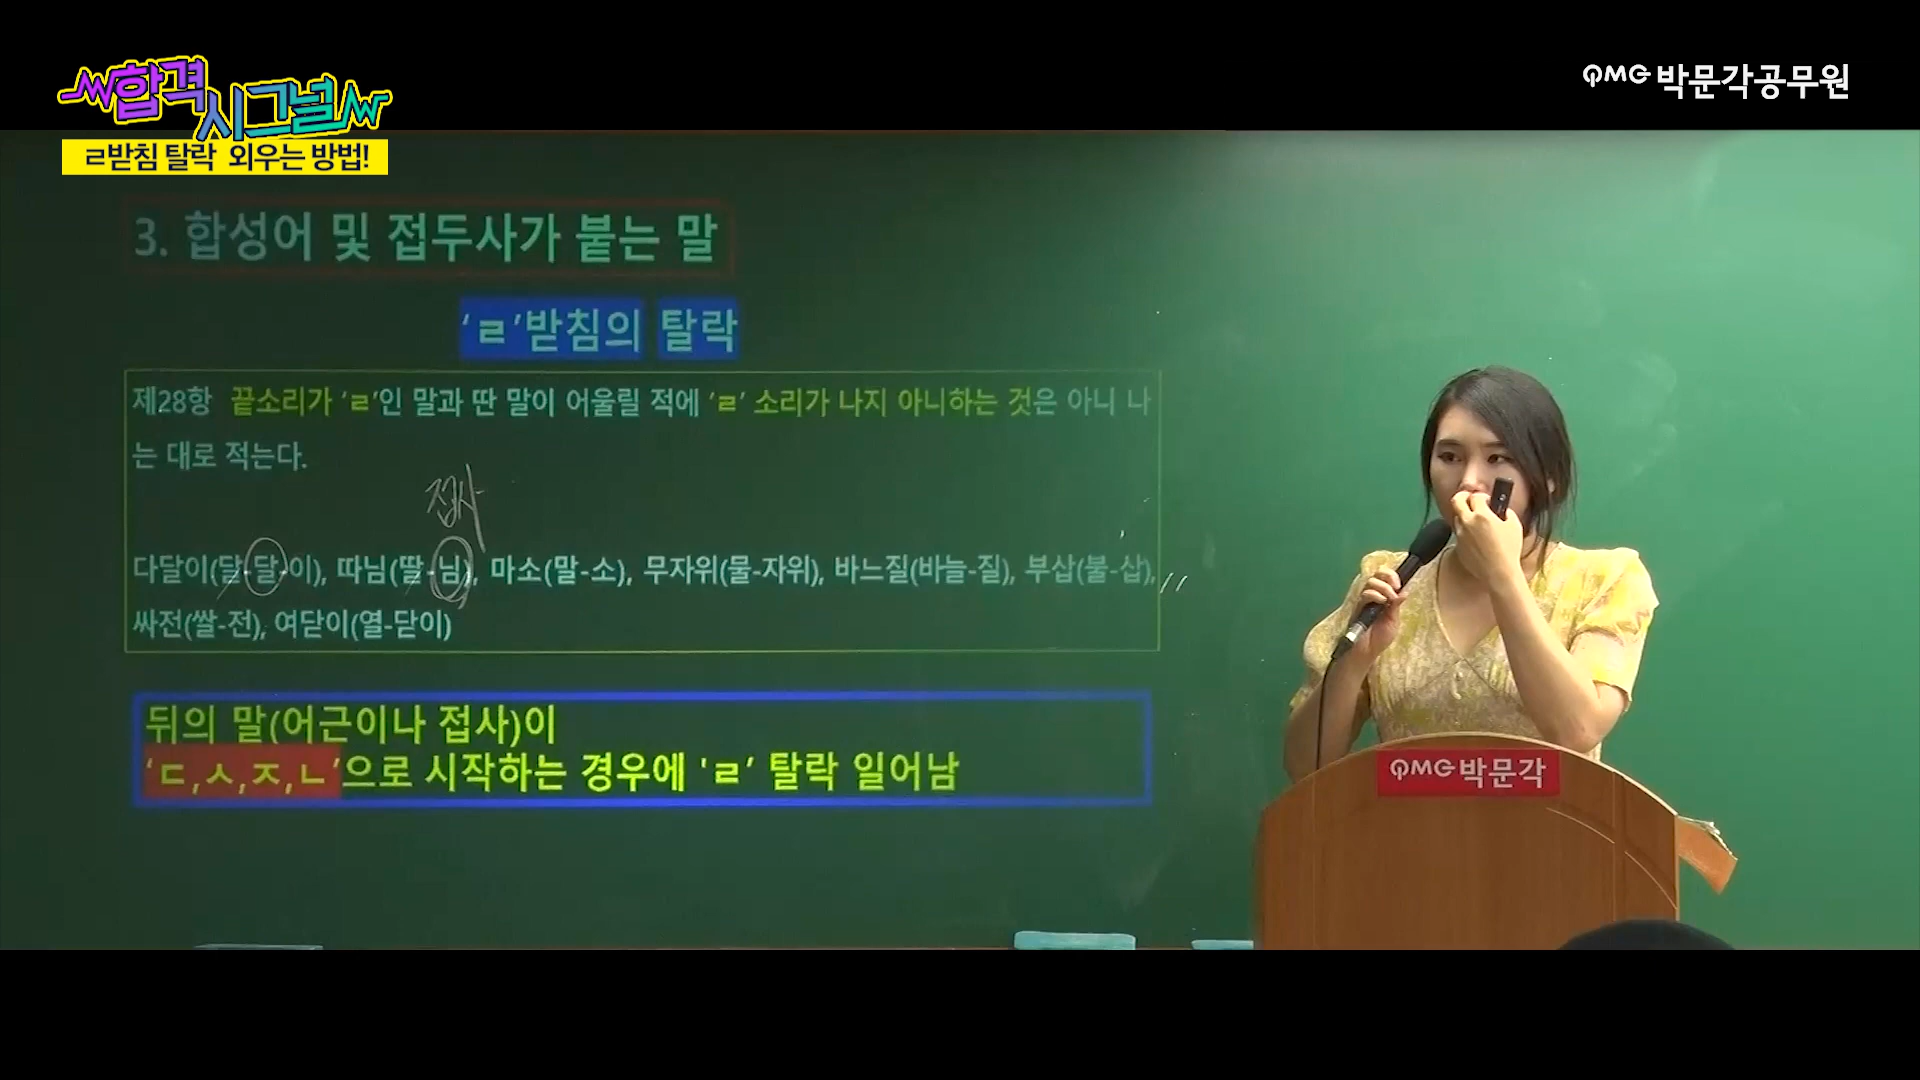 합격
시그널
ㄹ받침 탈락 외우는 방법!
PMG 박문각공무원
3. 합성어 및 접두사가 붙는 말
‘ㄹ’받침의 탈락
제28항 끝소리가 ‘ㄹ’인 말과 딴 말이 어울릴 적에 ‘ㄹ’ 소리가 나지 아니하는 것은 아니 나
는 대로 적는다.
접사
다달이(달-달-이), 따님(딸-님), 마소(말-소), 무자위(물-자위), 바느질(바늘-질), 부삽(불-삽),
싸전(쌀-전), 여닫이(열-닫이)
뒤의 말(어근이나 접사)이
‘ㄷ,ㅅ,ㅈ,ㄴ’으로 시작하는 경우에 'ㄹ’ 탈락 일어남
PMG 박문각